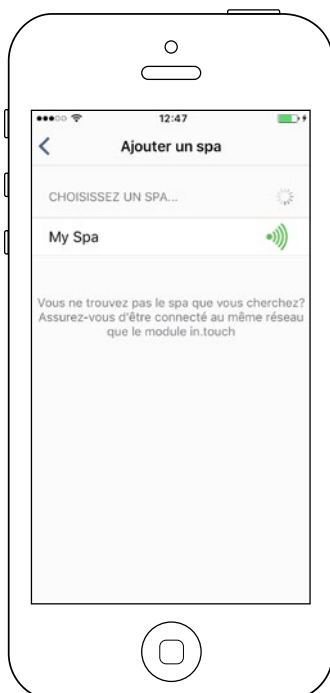 12:47
Ajouter un spa
CHOISISSEZ UN SPA...
My Spa
Vous ne trouvez pas le spa que vous cherchez?
Assurez-vous d'être connecté au même réseau
que le module in.touch